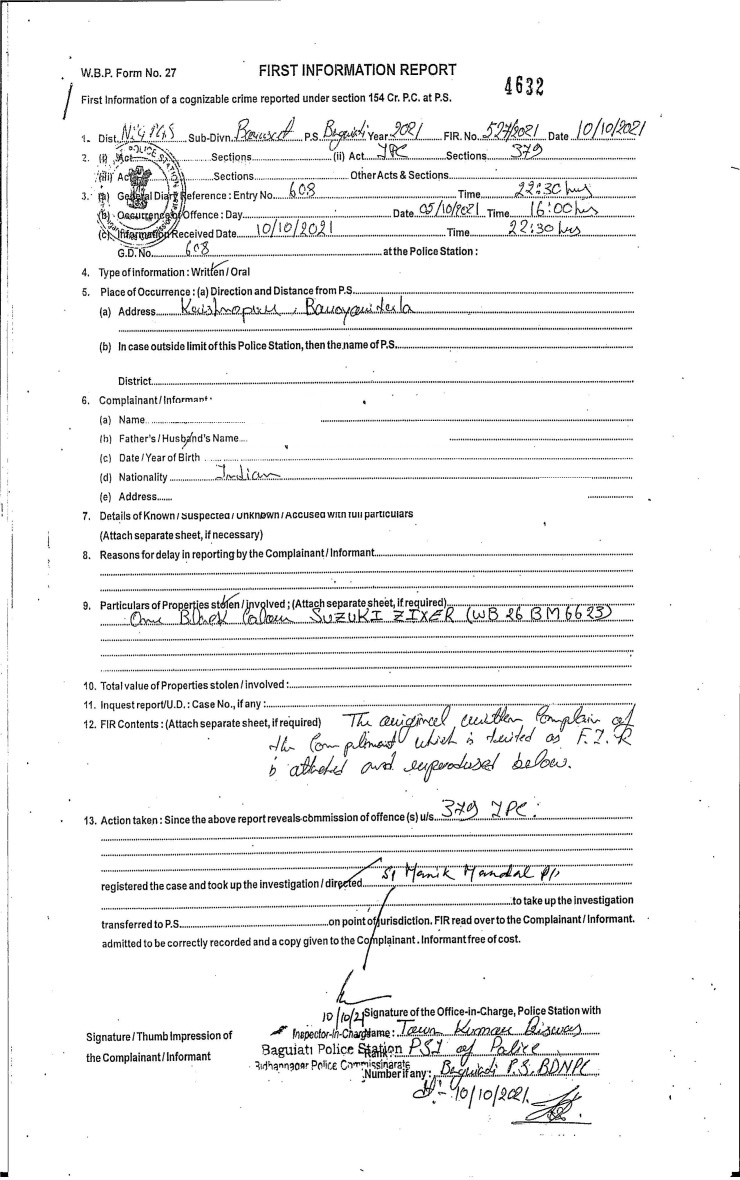 W.B.P. Form No. 27
FIRST INFORMATION REPORT
4632
First Information of a cognizable crime reported under section 154 Cr. P.C. at P.S.
1. Dist. N 24 PGS Sub-Divn. Barasat P.S. Baguiati Year 2021 FIR. No. 527/2021 Date 10/10/2021
2. (i) Act Sections (ii) Act IPC Sections 379
(iii) Act Sections Other Acts & Sections
3. (a) General Diary Reference : Entry No. 608 Time 22:30 hrs
(b) Occurrence of Offence : Day Date 05/10/2021 Time 16:00 hrs
(c) Information Received Date 10/10/2021 Time 22:30 hrs
G.D. No. 608 at the Police Station :
4. Type of information : Written / Oral
5. Place of Occurrence : (a) Direction and Distance from P.S.
(a) Address Krishnapur, Baroyaritala
(b) In case outside limit of this Police Station, then the name of P.S.
District
6. Complainant / Informant :
(a) Name
(b) Father's / Husband's Name
(c) Date / Year of Birth
(d) Nationality Indian
(e) Address
7. Details of Known / Suspected / Unknown / Accused with full particulars
(Attach separate sheet, if necessary)
8. Reasons for delay in reporting by the Complainant / Informant
9. Particulars of Properties stolen / involved ; (Attach separate sheet, if required)
One Black Colour SUZUKI ZIXER (WB 26 BM 6623)
10. Total value of Properties stolen / involved :
11. Inquest report / U.D. : Case No., if any :
12. FIR Contents : (Attach separate sheet, if required) The original written Complain of
the Compliment which is treited as F.I.R
is attached and reproduced below.
13. Action taken : Since the above report reveals commission of offence (s) u/s. 379 IPC.
registered the case and took up the investigation / directed SI Manik Mandal
to take up the investigation
transferred to P.S. on point of jurisdiction. FIR read over to the Complainant / Informant.
admitted to be correctly recorded and a copy given to the Complainant. Informant free of cost.
10/10/21 Signature of the Office-in-Charge, Police Station with
Signature / Thumb Impression of
the Complainant / Informant
Inspector-In-Charge Name : Tarun Kumar Biswas
Baguiati Police Station Rank : PSI of Police
Bidhannagar Police Commissinarate Number if any : Baguiati P.S. BDNPC
Dt- 10/10/2021.